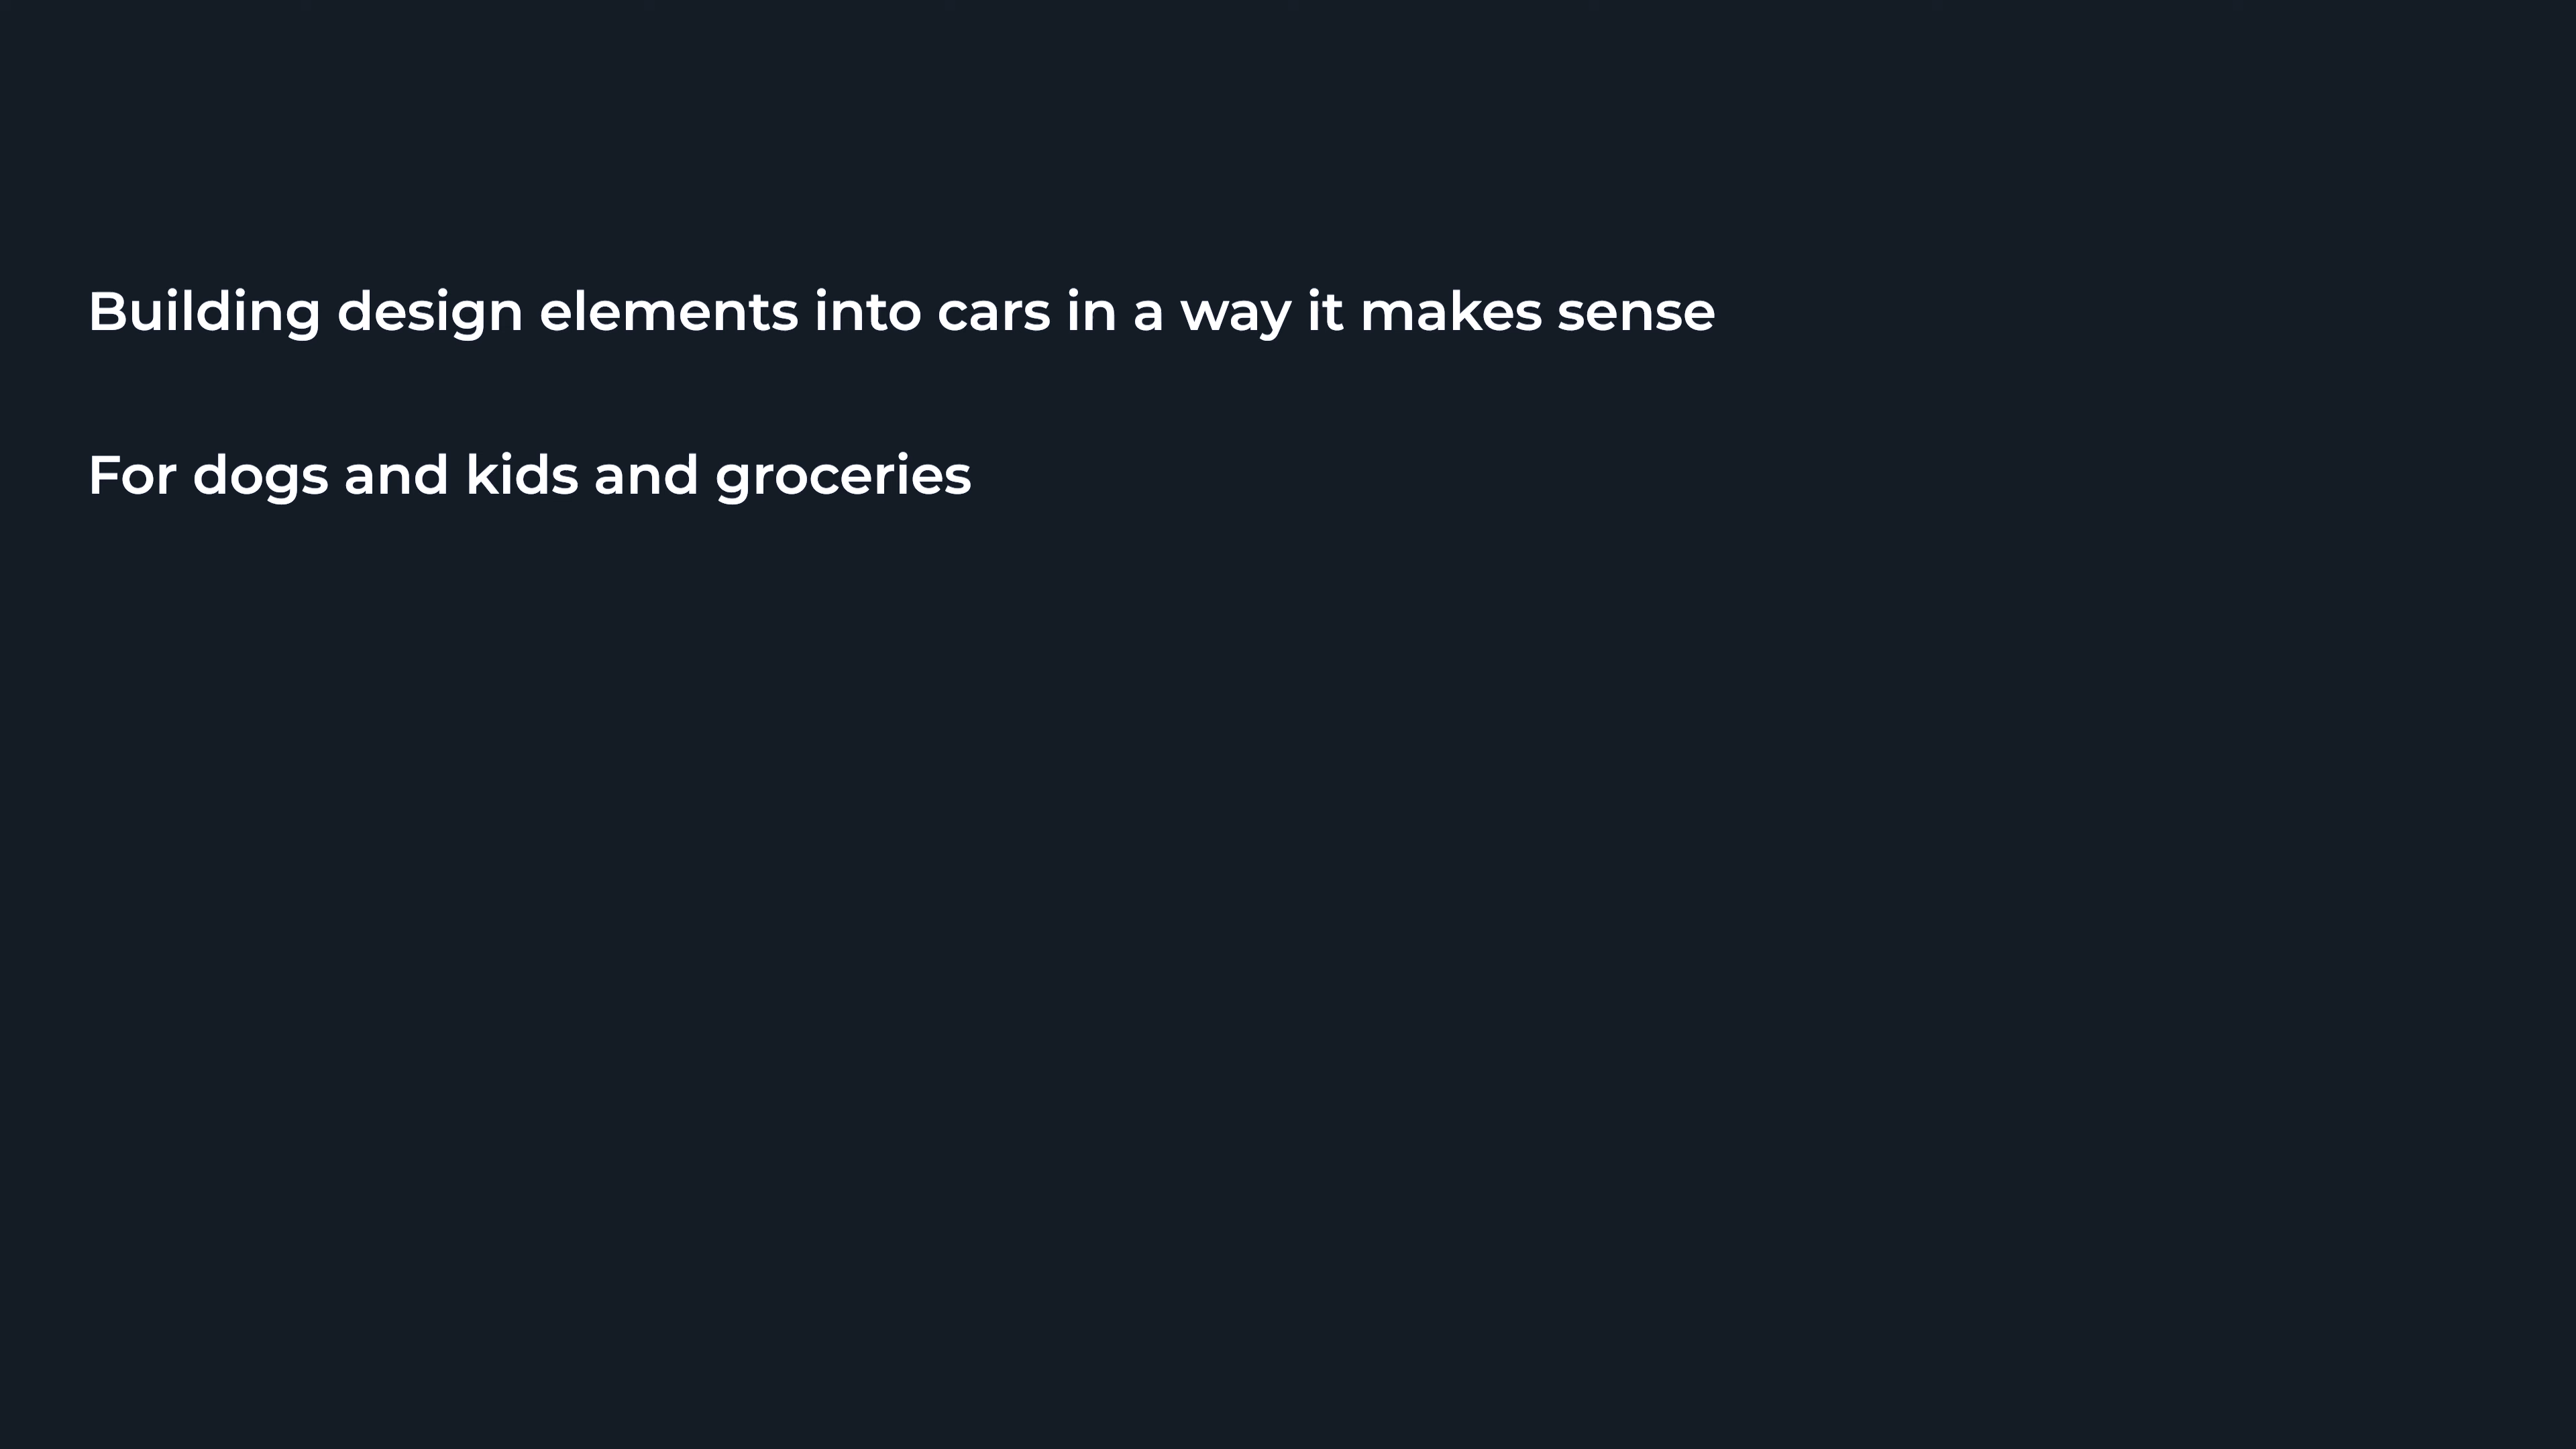 Building design elements into cars in a way it makes sense
For dogs and kids and groceries